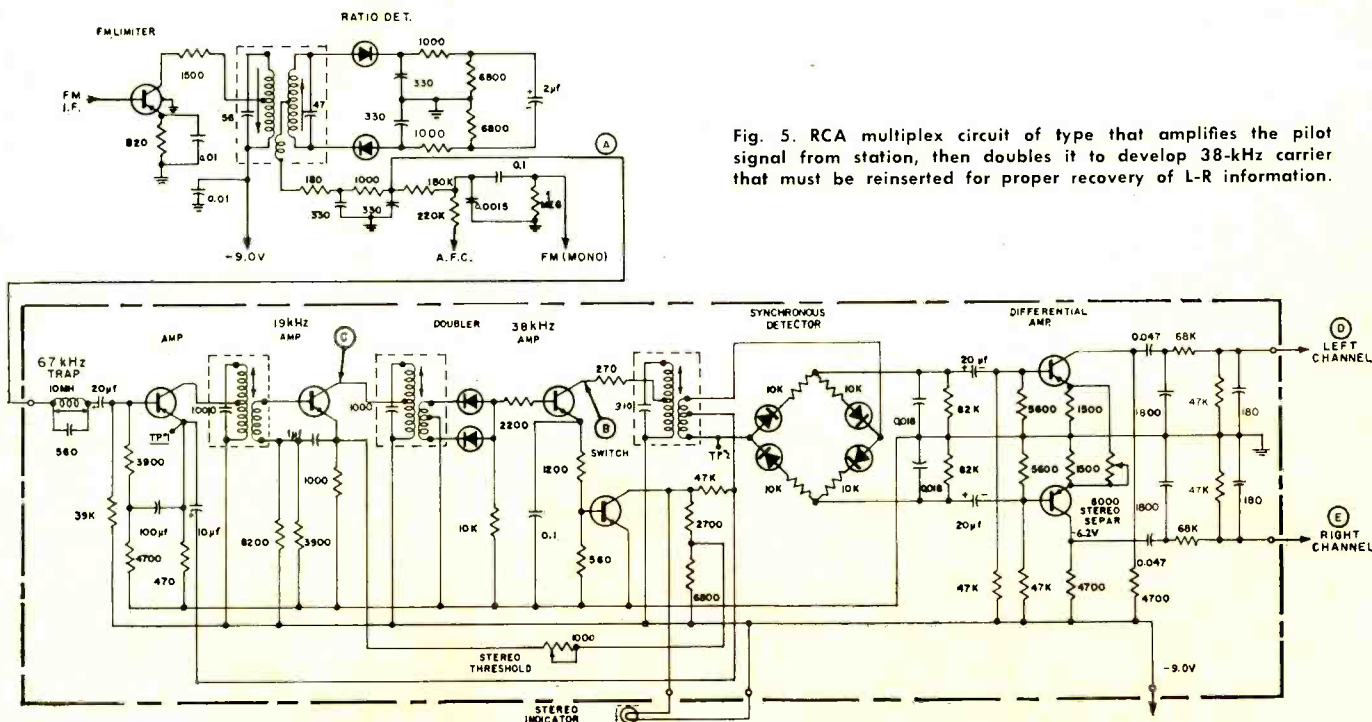 RATIO DET.
FM LIMITER
1500
1000
FM
I.F.
56
47
330
6800
2µf
820
0.01
330
6800
1000
A
0.01
180
1000
180K
0.1
330
330
220K
0.0015
1 MEG
-9.0V
A.F.C.
FM (MONO)
Fig. 5. RCA multiplex circuit of type that amplifies the pilot
signal from station, then doubles it to develop 38-kHz carrier
that must be reinserted for proper recovery of L-R information.
67 kHz
TRAP
10MH
20µf
560
AMP
19kHz
AMP
C
DOUBLER
38kHz
AMP
SYNCHRONOUS
DETECTOR
DIFFERENTIAL
AMP.
TP1
1000
2200
270
B
SWITCH
310
TP2
10K
10K
10K
10K
0.018
0.018
82K
82K
20µf
20µf
5600
5600
1500
1500
8000
STEREO
SEPAR
-6.2V
0.047
68K
1800
47K
180
1800
47K
180
68K
0.047
D
LEFT
CHANNEL
E
RIGHT
CHANNEL
39K
3900
100µf
4700
470
10µf
1µf
1000
8200
3900
10K
1200
0.1
560
47K
2700
6800
47K
47K
4700
4700
1000
STEREO
THRESHOLD
STEREO
INDICATOR
-9.0V